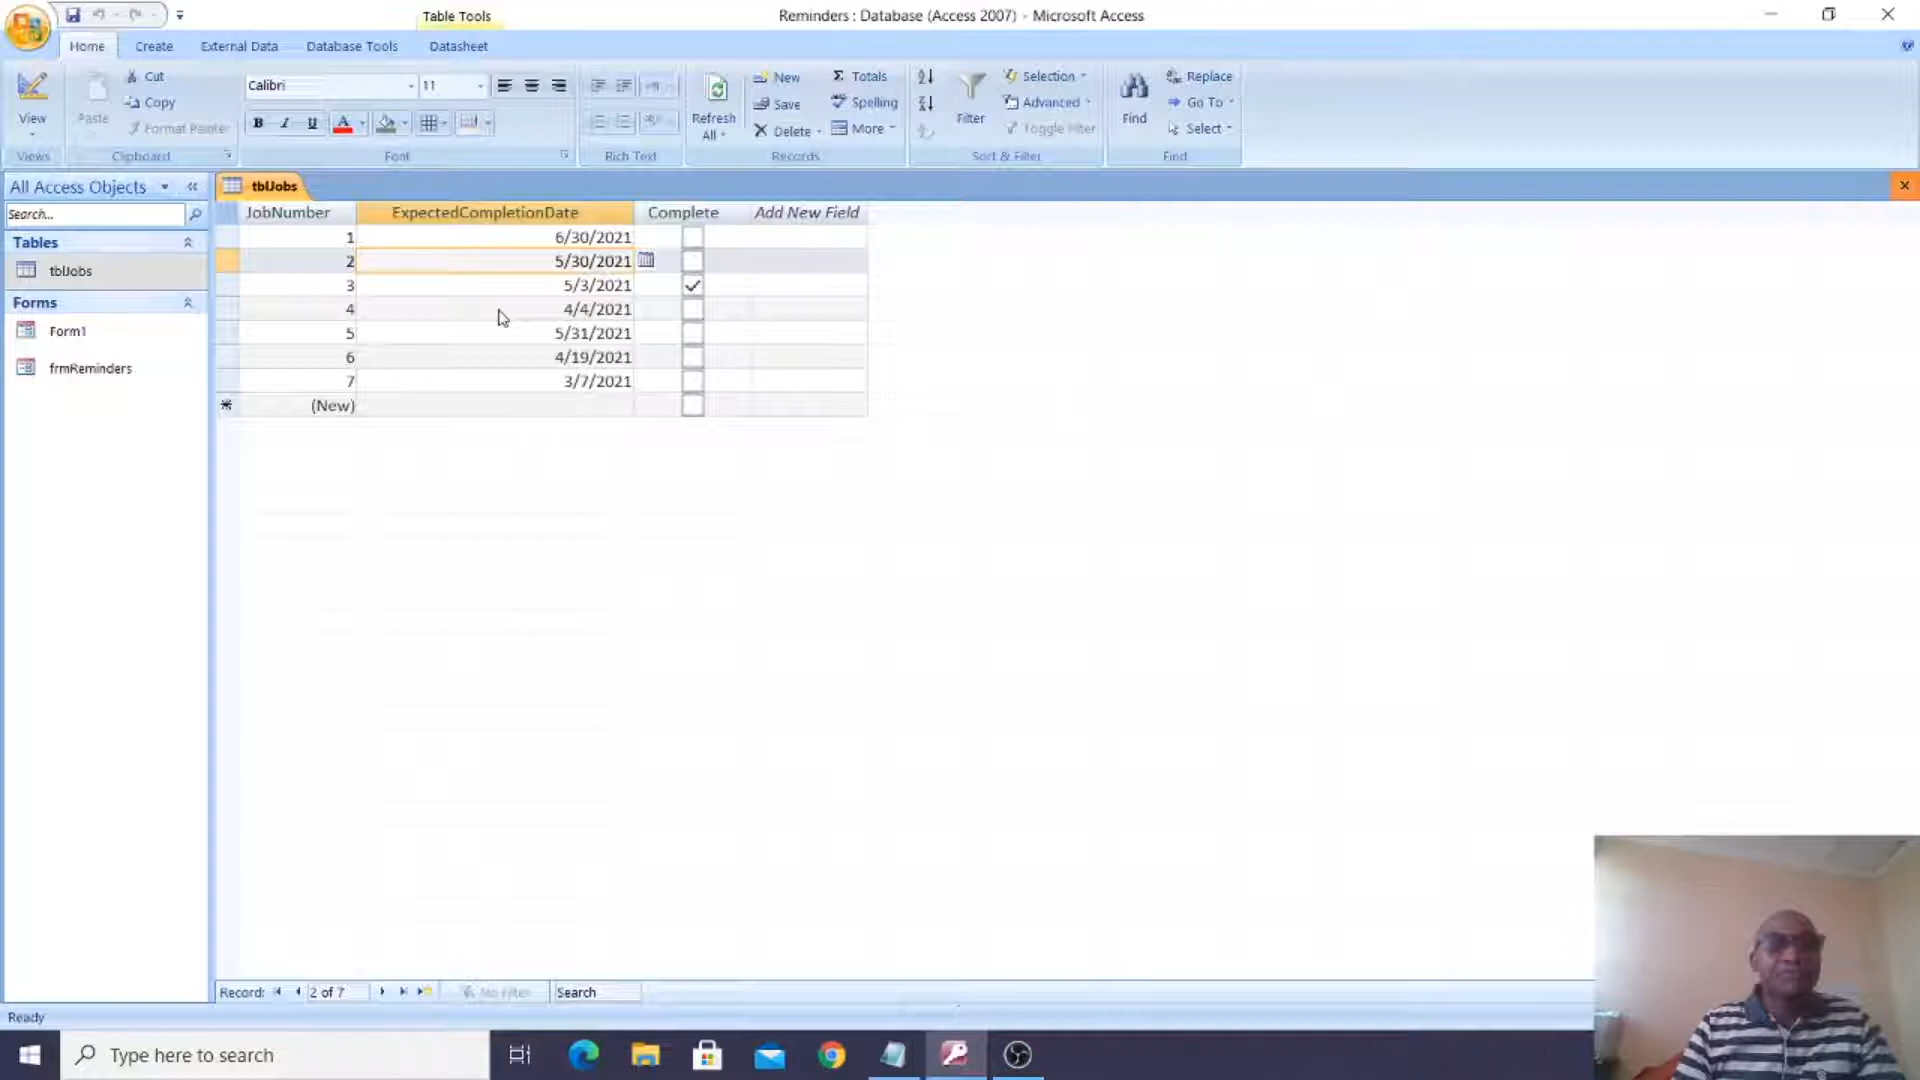 Table Tools
Reminders : Database (Access 2007) - Microsoft Access
Home Create External Data Database Tools Datasheet
View
Views
Paste
Cut
Copy
Format Painter
Clipboard
Calibri 11
B I U A
Font
Rich Text
Refresh All
New
Save
Delete
Σ Totals
Spelling
More
Records
Filter
Selection
Advanced
Toggle Filter
Sort & Filter
Find
Replace
Go To
Select
Find
All Access Objects
Search...
Tables
tblJobs
Forms
Form1
frmReminders
tblJobs
JobNumber ExpectedCompletionDate Complete Add New Field
1 6/30/2021
2 5/30/2021
3 5/3/2021
4 4/4/2021
5 5/31/2021
6 4/19/2021
7 3/7/2021
(New)
Record: 2 of 7 No Filter Search
Ready
Type here to search